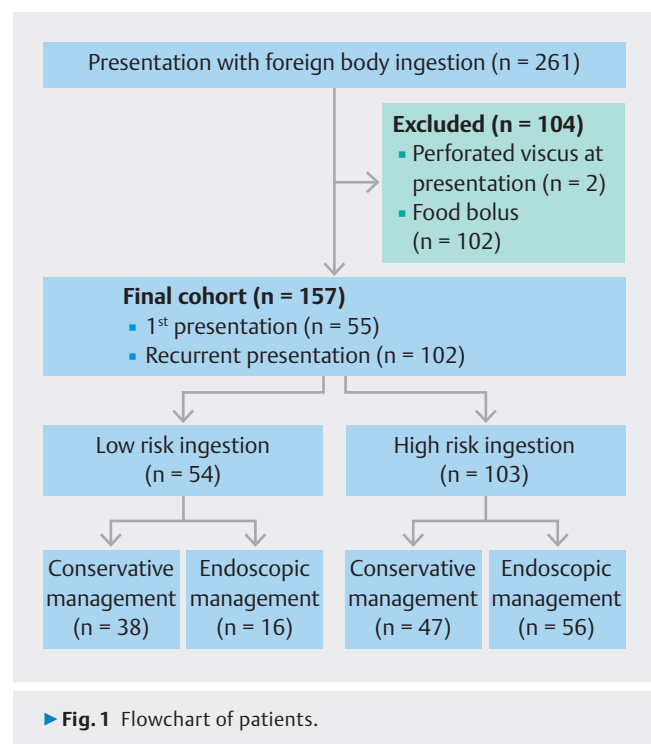 Presentation with foreign body ingestion (n = 261)
Excluded (n = 104)
▪ Perforated viscus at
presentation (n = 2)
▪ Food bolus
(n = 102)
Final cohort (n = 157)
▪ 1st presentation (n = 55)
▪ Recurrent presentation (n = 102)
Low risk ingestion
(n = 54)
High risk ingestion
(n = 103)
Conservative
management
(n = 38)
Endoscopic
management
(n = 16)
Conservative
management
(n = 47)
Endoscopic
management
(n = 56)
▶ Fig. 1 Flowchart of patients.